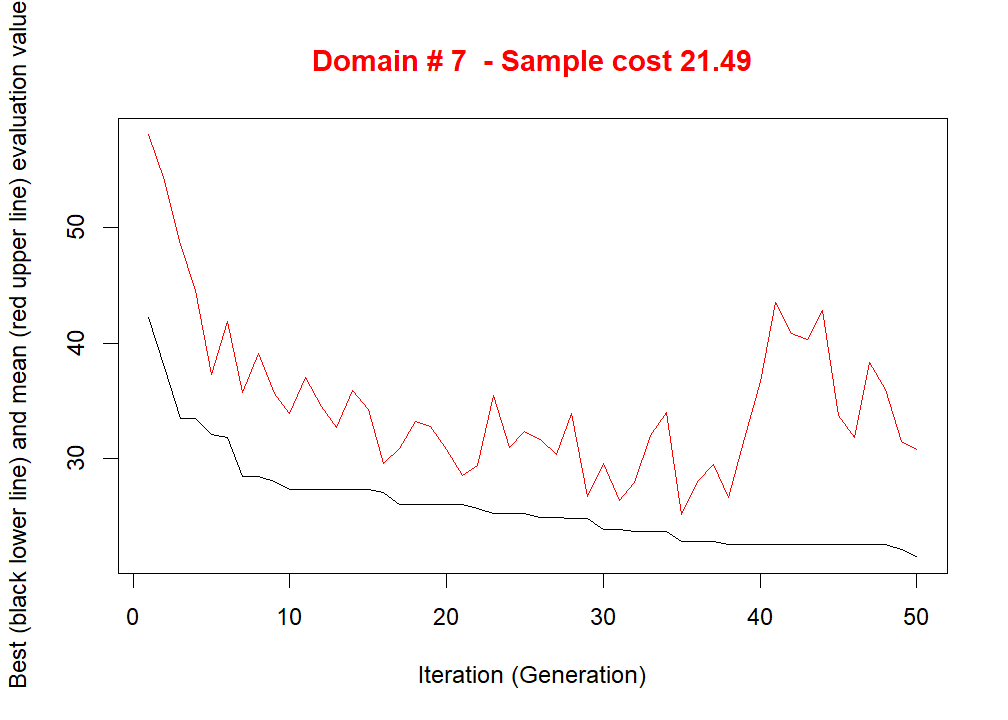 Domain # 7  - Sample cost 21.49
Best (black lower line) and mean (red upper line) evaluation value
50
40
30
0 10 20 30 40 50
Iteration (Generation)